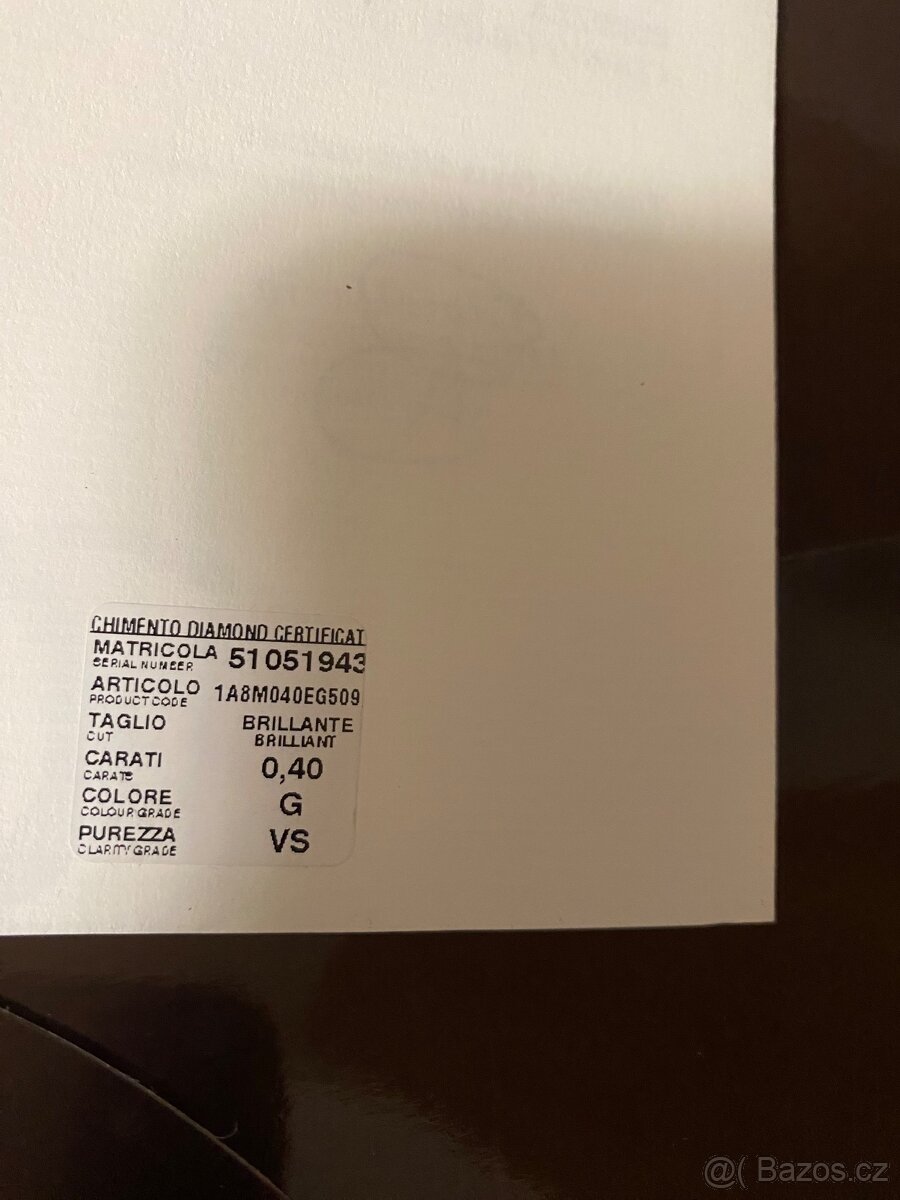 CHIMENTO DIAMOND CERTIFICAT
MATRICOLA 51051943
SERIAL NUMBER
ARTICOLO 1A8M040EG509
PRODUCT CODE
TAGLIO BRILLANTE
CUT BRILLIANT
CARATI 0,40
CARATS
COLORE G
COLOUR GRADE
PUREZZA VS
CLARITY GRADE
@( Bazos.cz